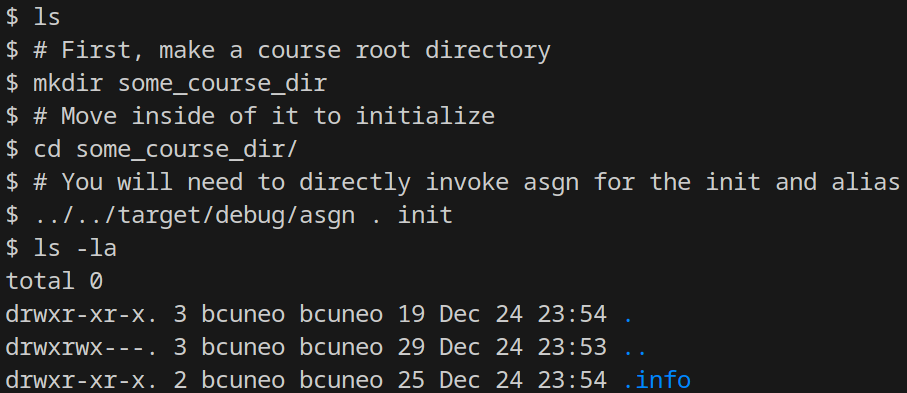 $ ls
$ # First, make a course root directory
$ mkdir some_course_dir
$ # Move inside of it to initialize
$ cd some_course_dir/
$ # You will need to directly invoke asgn for the init and alias
$ ../../target/debug/asgn . init
$ ls -la
total 0
drwxr-xr-x. 3 bcuneo bcuneo 19 Dec 24 23:54 .
drwxrwx---. 3 bcuneo bcuneo 29 Dec 24 23:53 ..
drwxr-xr-x. 2 bcuneo bcuneo 25 Dec 24 23:54 .info